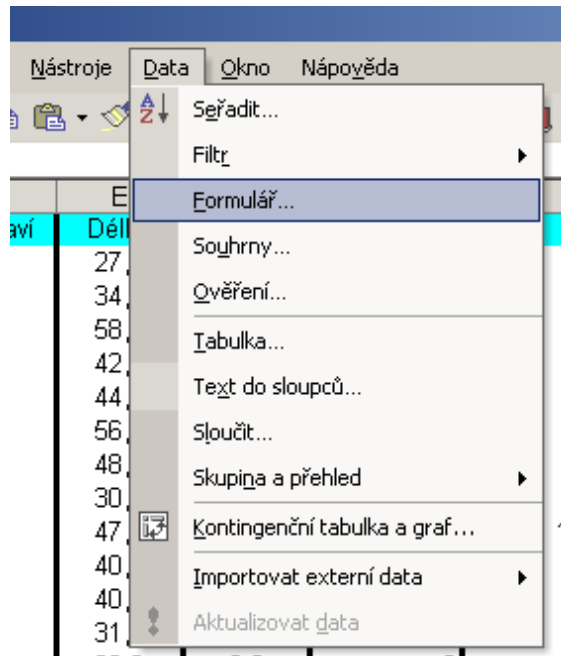 Nástroje Data Okno Nápověda
Seřadit...
Filtr
E
Formulář...
aví Déll
Souhrny...
27,
Ověření...
34,
58,
Tabulka...
42,
Text do sloupců...
44,
56,
Sloučit...
48,
Skupina a přehled
30,
47,
Kontingenční tabulka a graf...
40,
Importovat externí data
40,
Aktualizovat data
31,